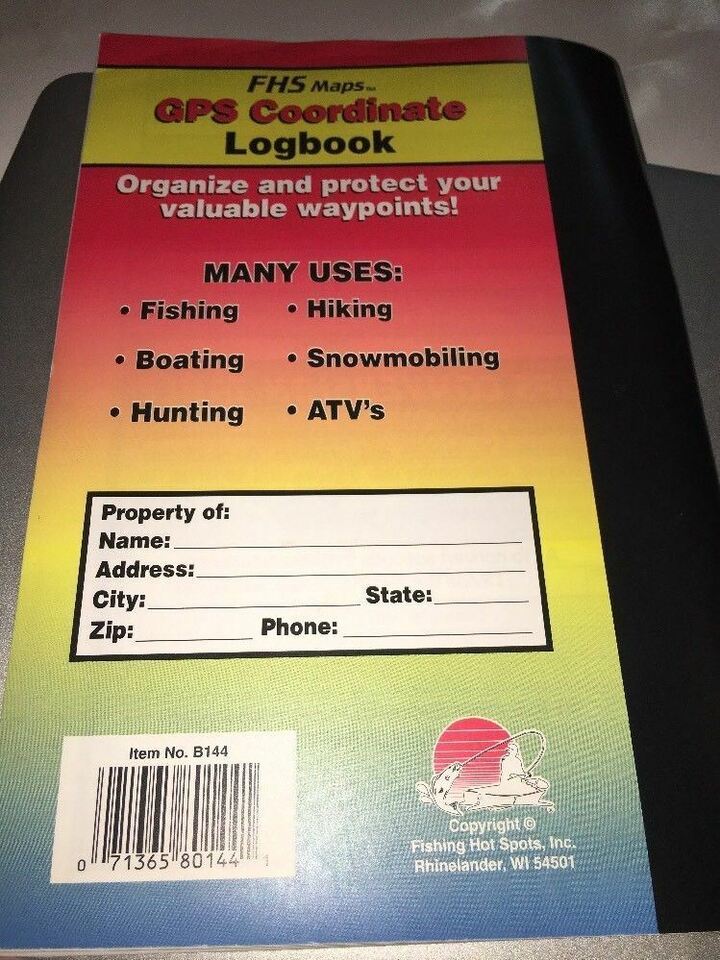 FHS Maps™
GPS Coordinate
Logbook
Organize and protect your
valuable waypoints!
MANY USES:
• Fishing • Hiking
• Boating • Snowmobiling
• Hunting • ATV's
Property of:
Name:
Address:
City: State:
Zip: Phone:
Item No. B144
0 71365 80144
Copyright ©
Fishing Hot Spots, Inc.
Rhinelander, WI 54501